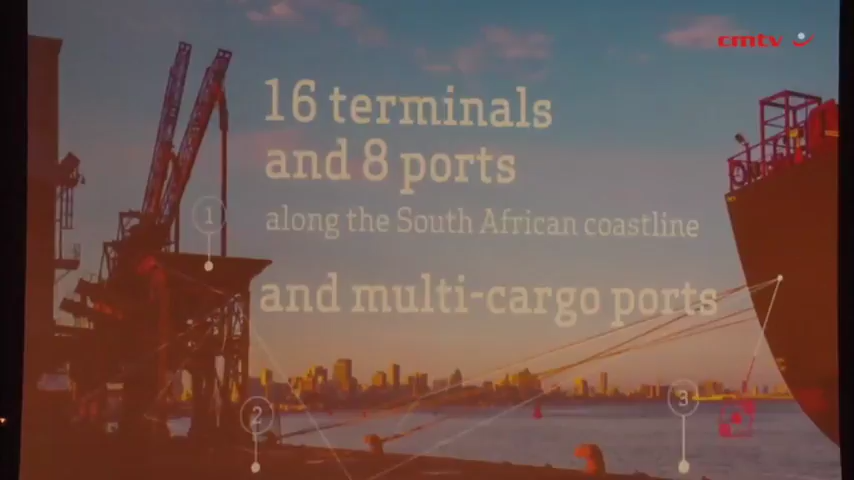 cmtv
16 terminals
and 8 ports
along the South African coastline
and multi-cargo ports
1
2
3